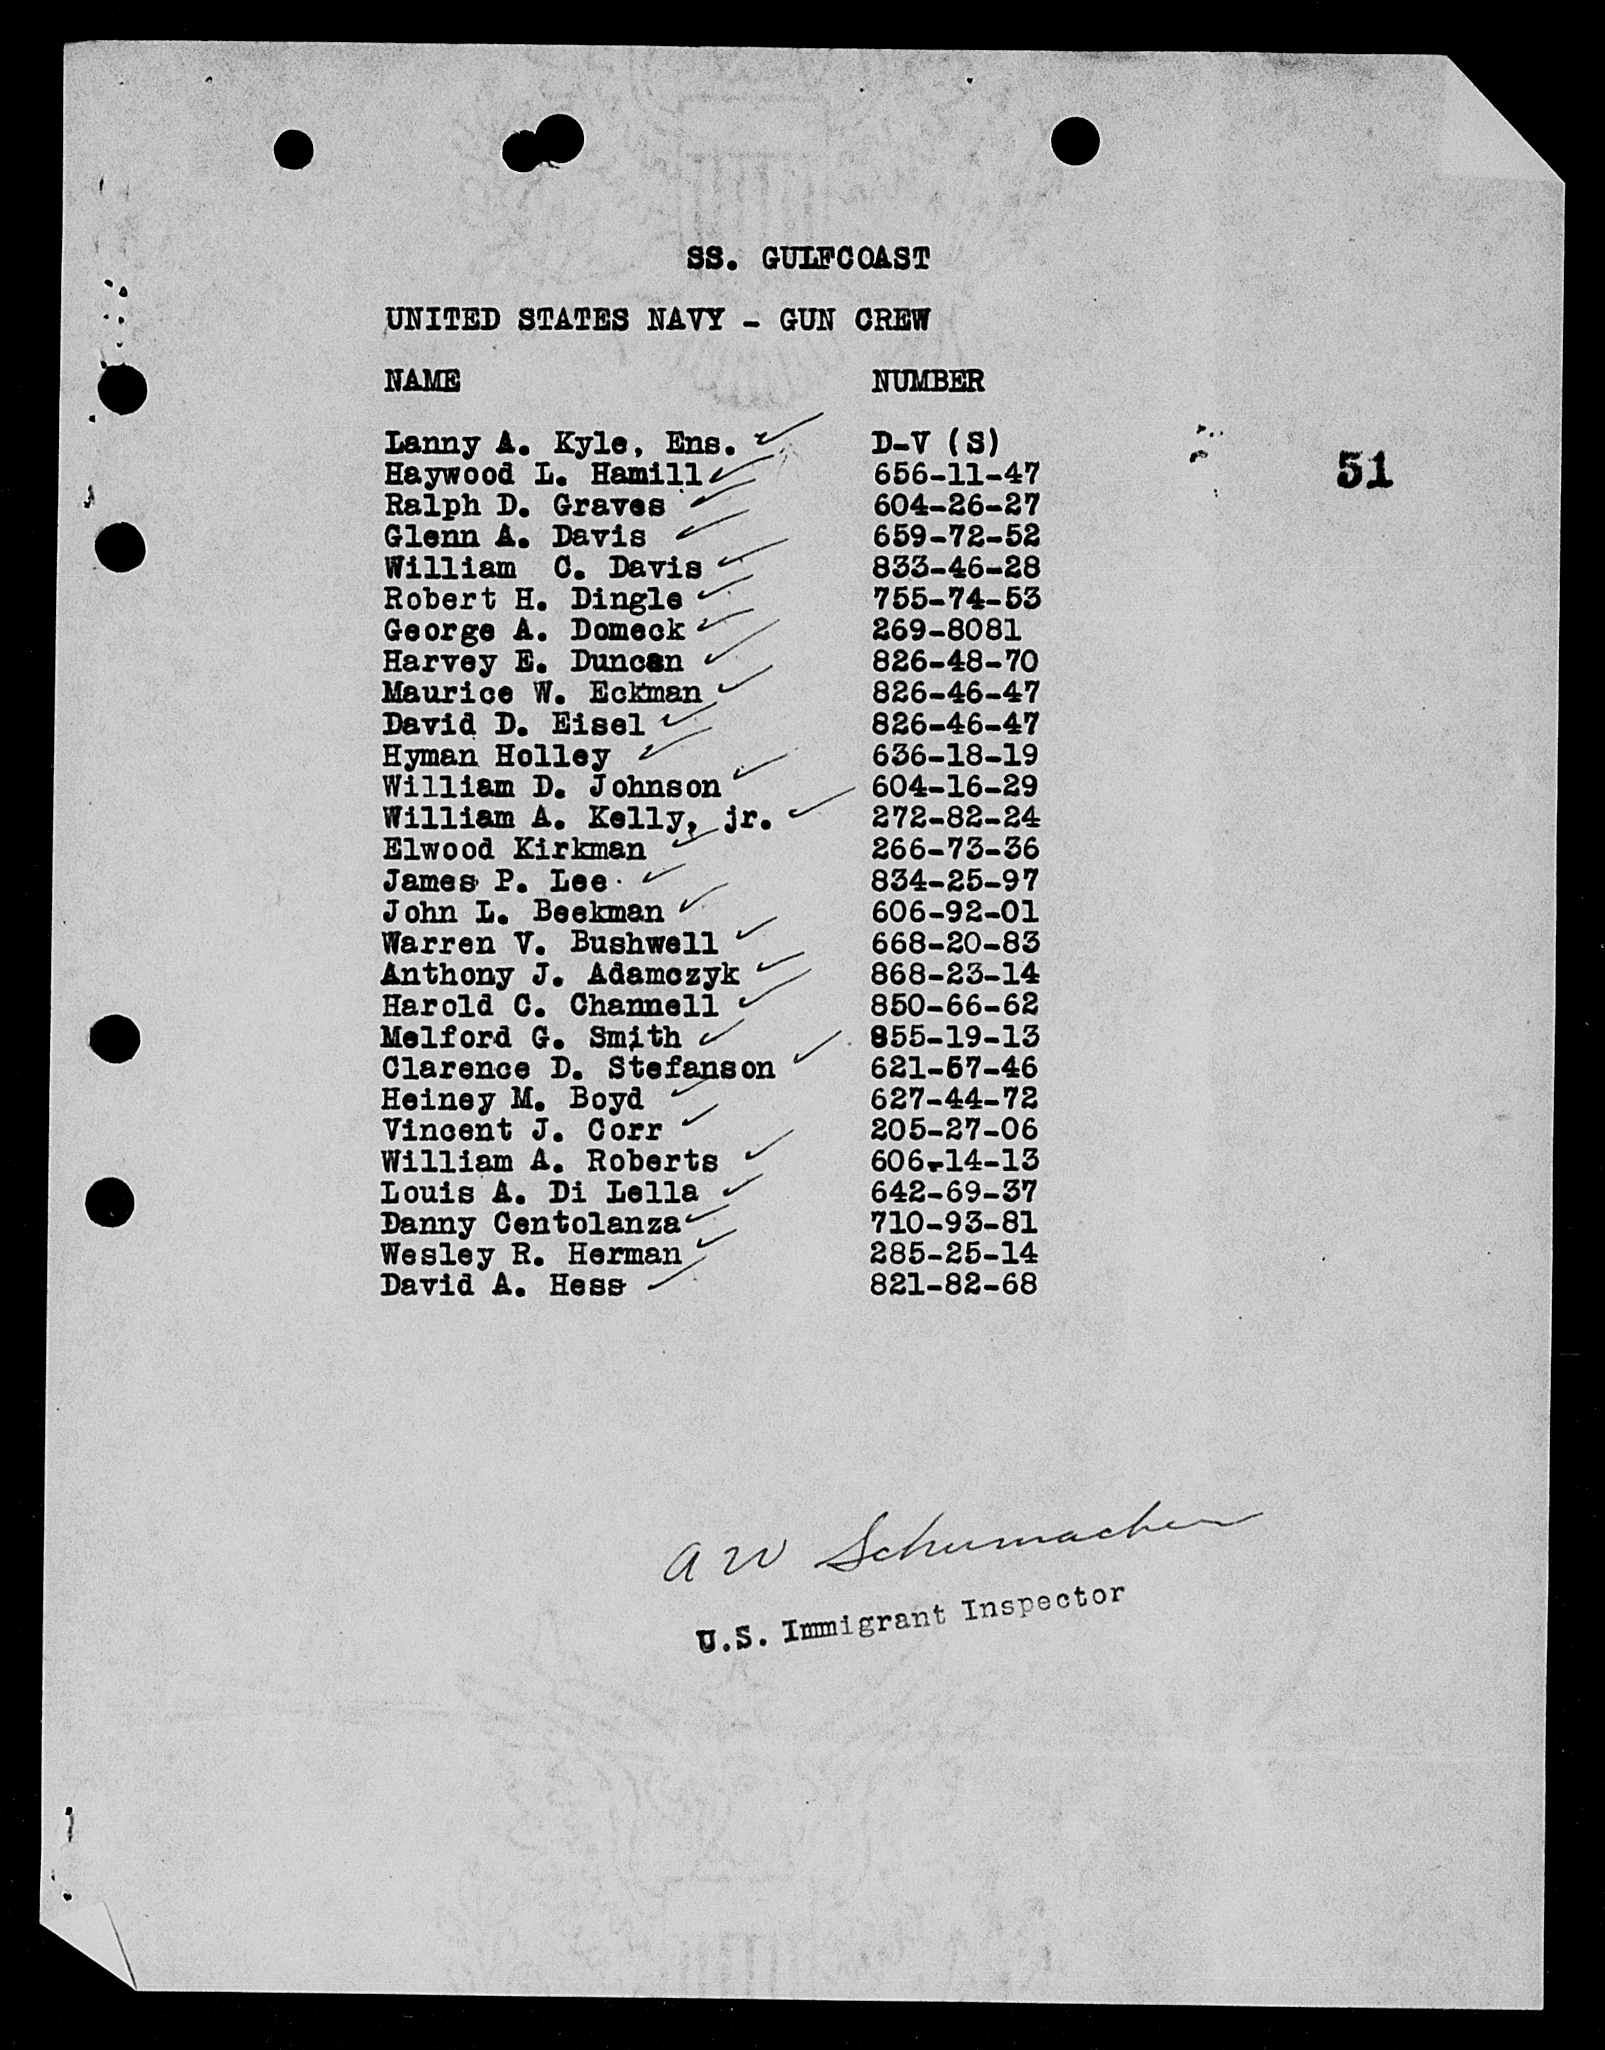 SS. GULFCOAST
UNITED STATES NAVY - GUN CREW
NAME NUMBER
Lanny A. Kyle, Ens. ✓ D-V (S)
Haywood L. Hamill ✓ 656-11-47
51
Ralph D. Graves ✓ 604-26-27
Glenn A. Davis ✓ 659-72-52
William C. Davis ✓ 833-46-28
Robert H. Dingle ✓ 755-74-53
George A. Domeck ✓ 269-8081
Harvey E. Duncan ✓ 826-48-70
Maurice W. Eckman ✓ 826-46-47
David D. Eisel ✓ 826-46-47
Hyman Holley ✓ 636-18-19
William D. Johnson ✓ 604-16-29
William A. Kelly, jr. ✓ 272-82-24
Elwood Kirkman ✓ 266-73-36
James P. Lee ✓ 834-25-97
John L. Beekman ✓ 606-92-01
Warren V. Bushwell ✓ 668-20-83
Anthony J. Adamczyk ✓ 868-23-14
Harold C. Channell ✓ 850-66-62
Melford G. Smith ✓ 855-19-13
Clarence D. Stefanson ✓ 621-57-46
Heiney M. Boyd ✓ 627-44-72
Vincent J. Corr ✓ 205-27-06
William A. Roberts ✓ 606-14-13
Louis A. Di Lella ✓ 642-69-37
Danny Centolanza ✓ 710-93-81
Wesley R. Herman ✓ 285-25-14
David A. Hess ✓ 821-82-68
A W Schumacher
U.S. Immigrant Inspector